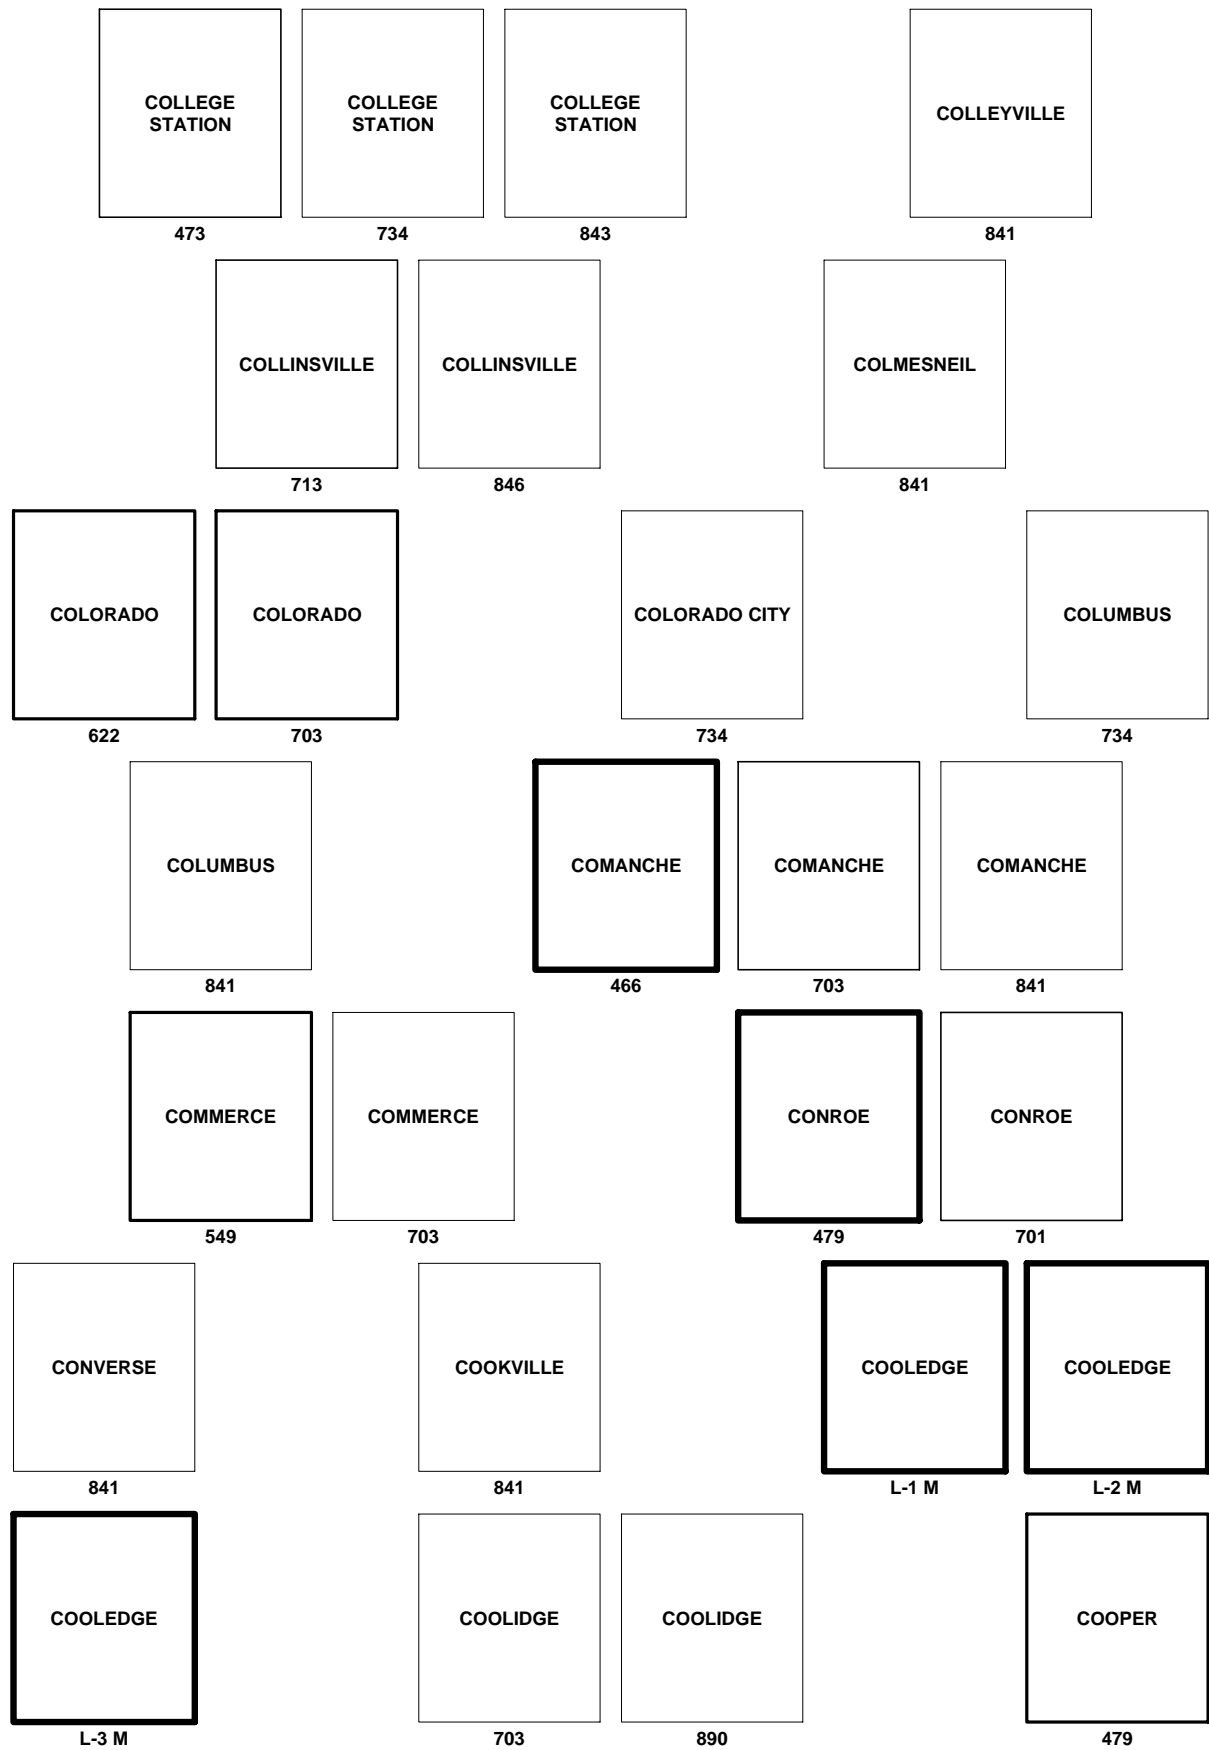 COLLEGE
STATION
COLLEGE
STATION
COLLEGE
STATION
COLLEYVILLE
473
734
843
841
COLLINSVILLE
COLLINSVILLE
COLMESNEIL
713
846
841
COLORADO
COLORADO
COLORADO CITY
COLUMBUS
622
703
734
734
COLUMBUS
COMANCHE
COMANCHE
COMANCHE
841
466
703
841
COMMERCE
COMMERCE
CONROE
CONROE
549
703
479
701
CONVERSE
COOKVILLE
COOLEDGE
COOLEDGE
841
841
L-1 M
L-2 M
COOLEDGE
COOLIDGE
COOLIDGE
COOPER
L-3 M
703
890
479